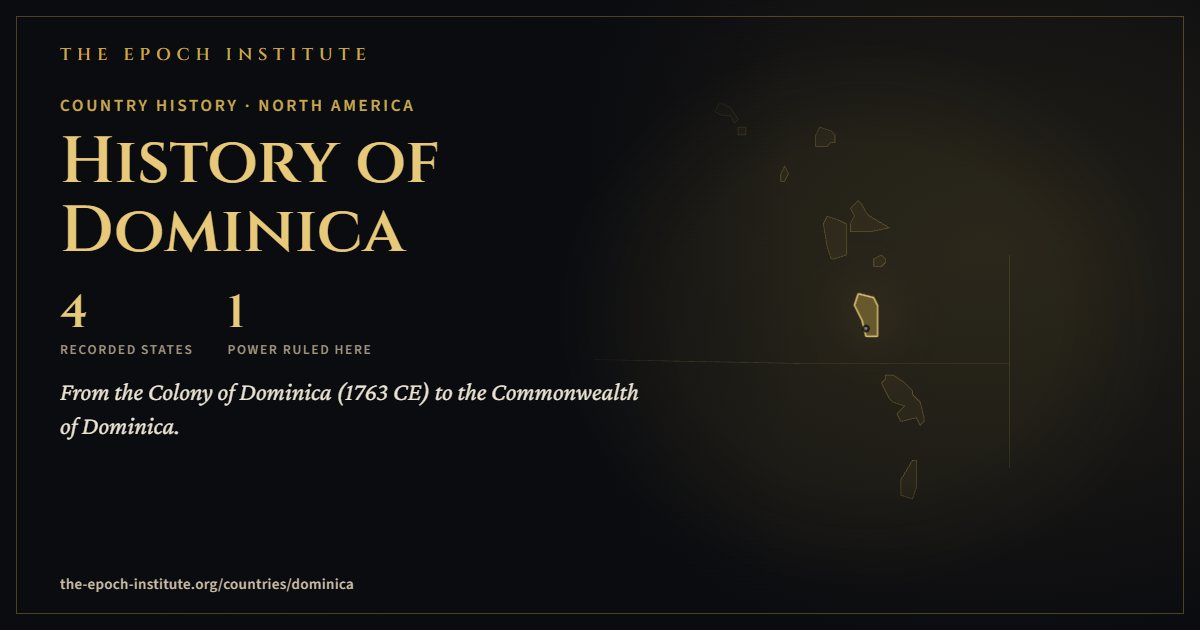 THE EPOCH INSTITUTE
COUNTRY HISTORY · NORTH AMERICA
History of
Dominica
4
1
RECORDED STATES
POWER RULED HERE
From the Colony of Dominica (1763 CE) to the Commonwealth
of Dominica.
the-epoch-institute.org/countries/dominica